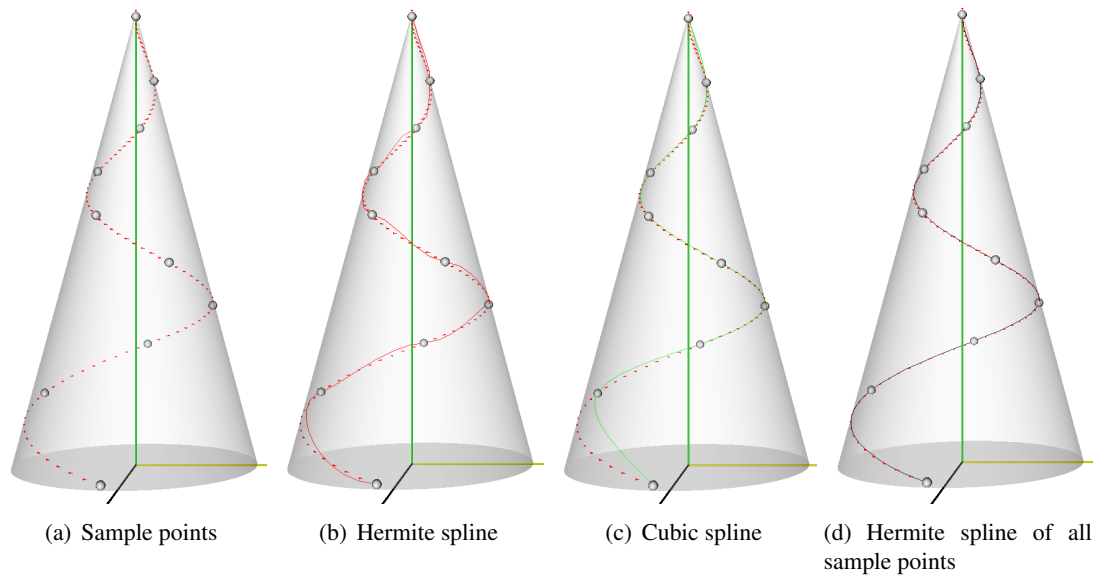 (a) Sample points
(b) Hermite spline
(c) Cubic spline
(d) Hermite spline of all
sample points